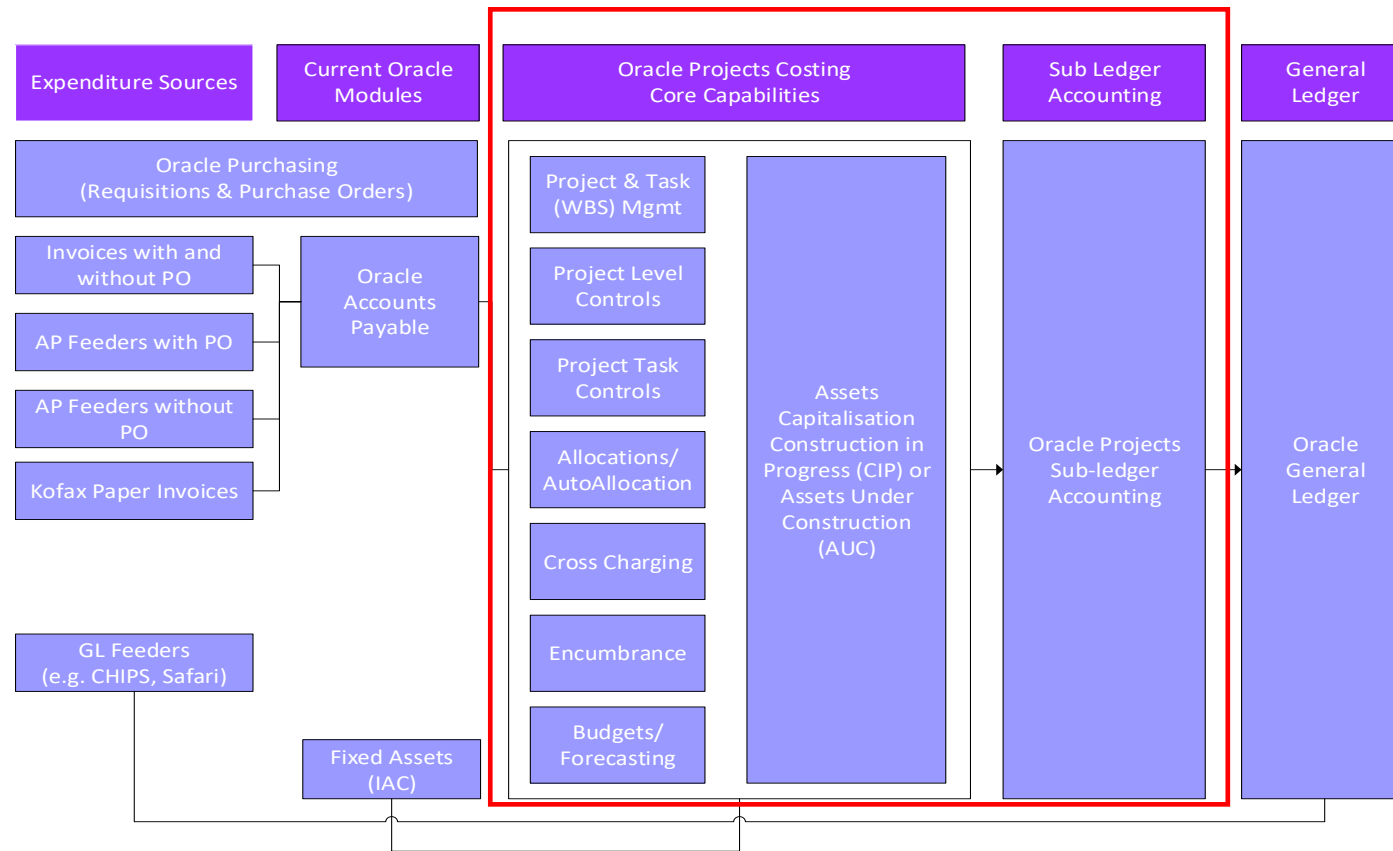 Expenditure Sources
Current Oracle
Modules
Oracle Projects Costing
Core Capabilities
Sub Ledger
Accounting
General
Ledger
Oracle Purchasing
(Requisitions & Purchase Orders)
Invoices with and
without PO
AP Feeders with PO
AP Feeders without
PO
Kofax Paper Invoices
GL Feeders
(e.g. CHIPS, Safari)
Oracle
Accounts
Payable
Fixed Assets
(IAC)
Project & Task
(WBS) Mgmt
Project Level
Controls
Project Task
Controls
Allocations/
AutoAllocation
Cross Charging
Encumbrance
Budgets/
Forecasting
Assets
Capitalisation
Construction in
Progress (CIP) or
Assets Under
Construction
(AUC)
Oracle Projects
Sub-ledger
Accounting
Oracle
General
Ledger